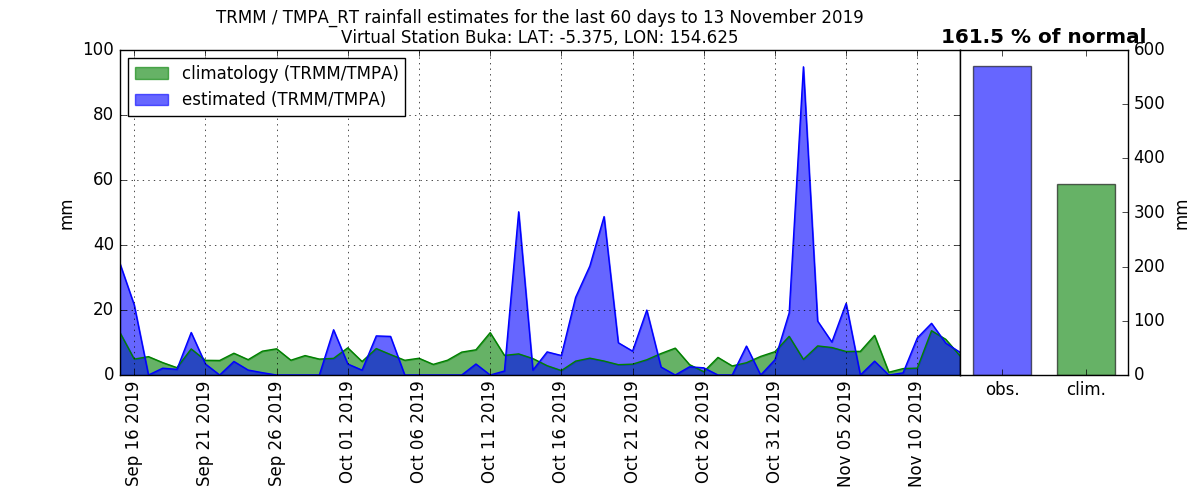 TRMM / TMPA_RT rainfall estimates for the last 60 days to 13 November 2019
Virtual Station Buka: LAT: -5.375, LON: 154.625
161.5 % of normal
climatology (TRMM/TMPA)
estimated (TRMM/TMPA)
100
80
60
40
20
0
mm
Sep 16 2019
Sep 21 2019
Sep 26 2019
Oct 01 2019
Oct 06 2019
Oct 11 2019
Oct 16 2019
Oct 21 2019
Oct 26 2019
Oct 31 2019
Nov 05 2019
Nov 10 2019
600
500
400
300
200
100
0
mm
obs.
clim.